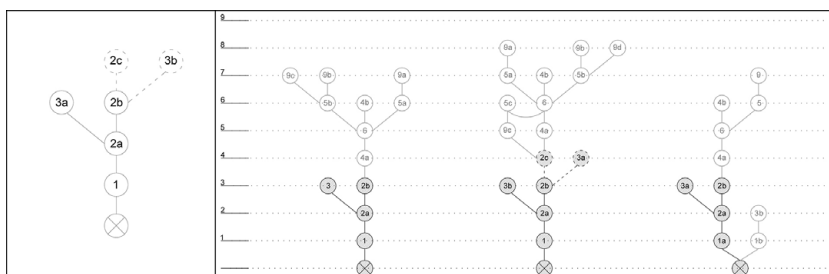 2c 3b
3a 2b
2a
1
9
8 9a 9b 9d
7 9c 9b 9a 5a 4b 5b 9
6 5b 4b 5a 5c 6 4b 5
5 6 9c 4a 6
4 4a 2c 3a 4a
3 3 2b 3b 2b 3a 2b
2 2a 2a 2a 3b
1 1 1 1a 1b